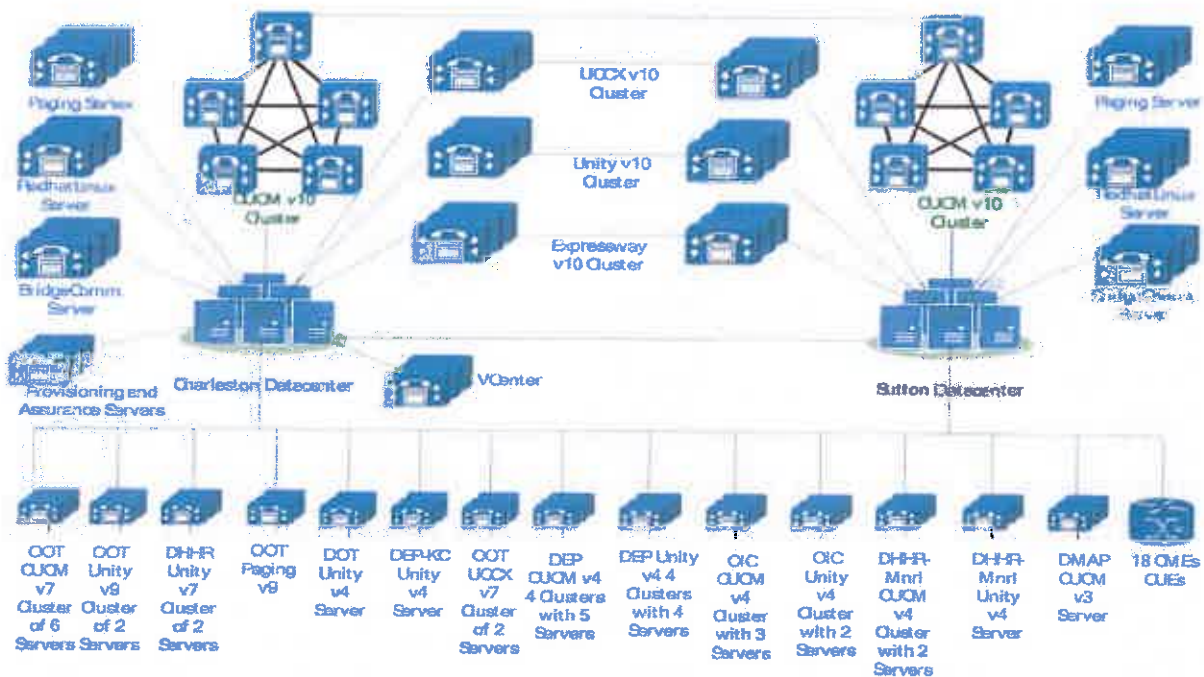 Paging Server
Redhat Linux
Server
BridgeComm.
Server
Provisioning and
Assurance Servers
CUCM v10
Cluster
UCCX v10
Cluster
Unity v10
Cluster
Expressway
v10 Cluster
CUCM v10
Cluster
Paging Server
Redhat Linux
Server
Server
Charleston Datacenter
VCenter
Sutton Datacenter
OOT
CUCM
v7
Cluster
of 6
Servers
OOT
Unity
v9
Cluster
of 2
Servers
DHHR
Unity
v7
Cluster
of 2
Servers
OOT
Paging
v9
DOT
Unity
v4
Server
DEP-KC
Unity
v4
Server
OOT
UCCX
v7
Cluster
of 2
Servers
DEP
CUCM v4
4 Clusters
with 5
Servers
DEP Unity
v4 4
Clusters
with 4
Servers
OIC
CUCM
v4
Cluster
with 3
Servers
OIC
Unity v4
Cluster
with 2
Servers
DHHR-
Mnrl
CUCM
v4
Cluster
with 2
Servers
DHHR-
Mnrl
Unity
v4
Server
DMAP
CUCM
v3
Server
18 CMEs
CUEs